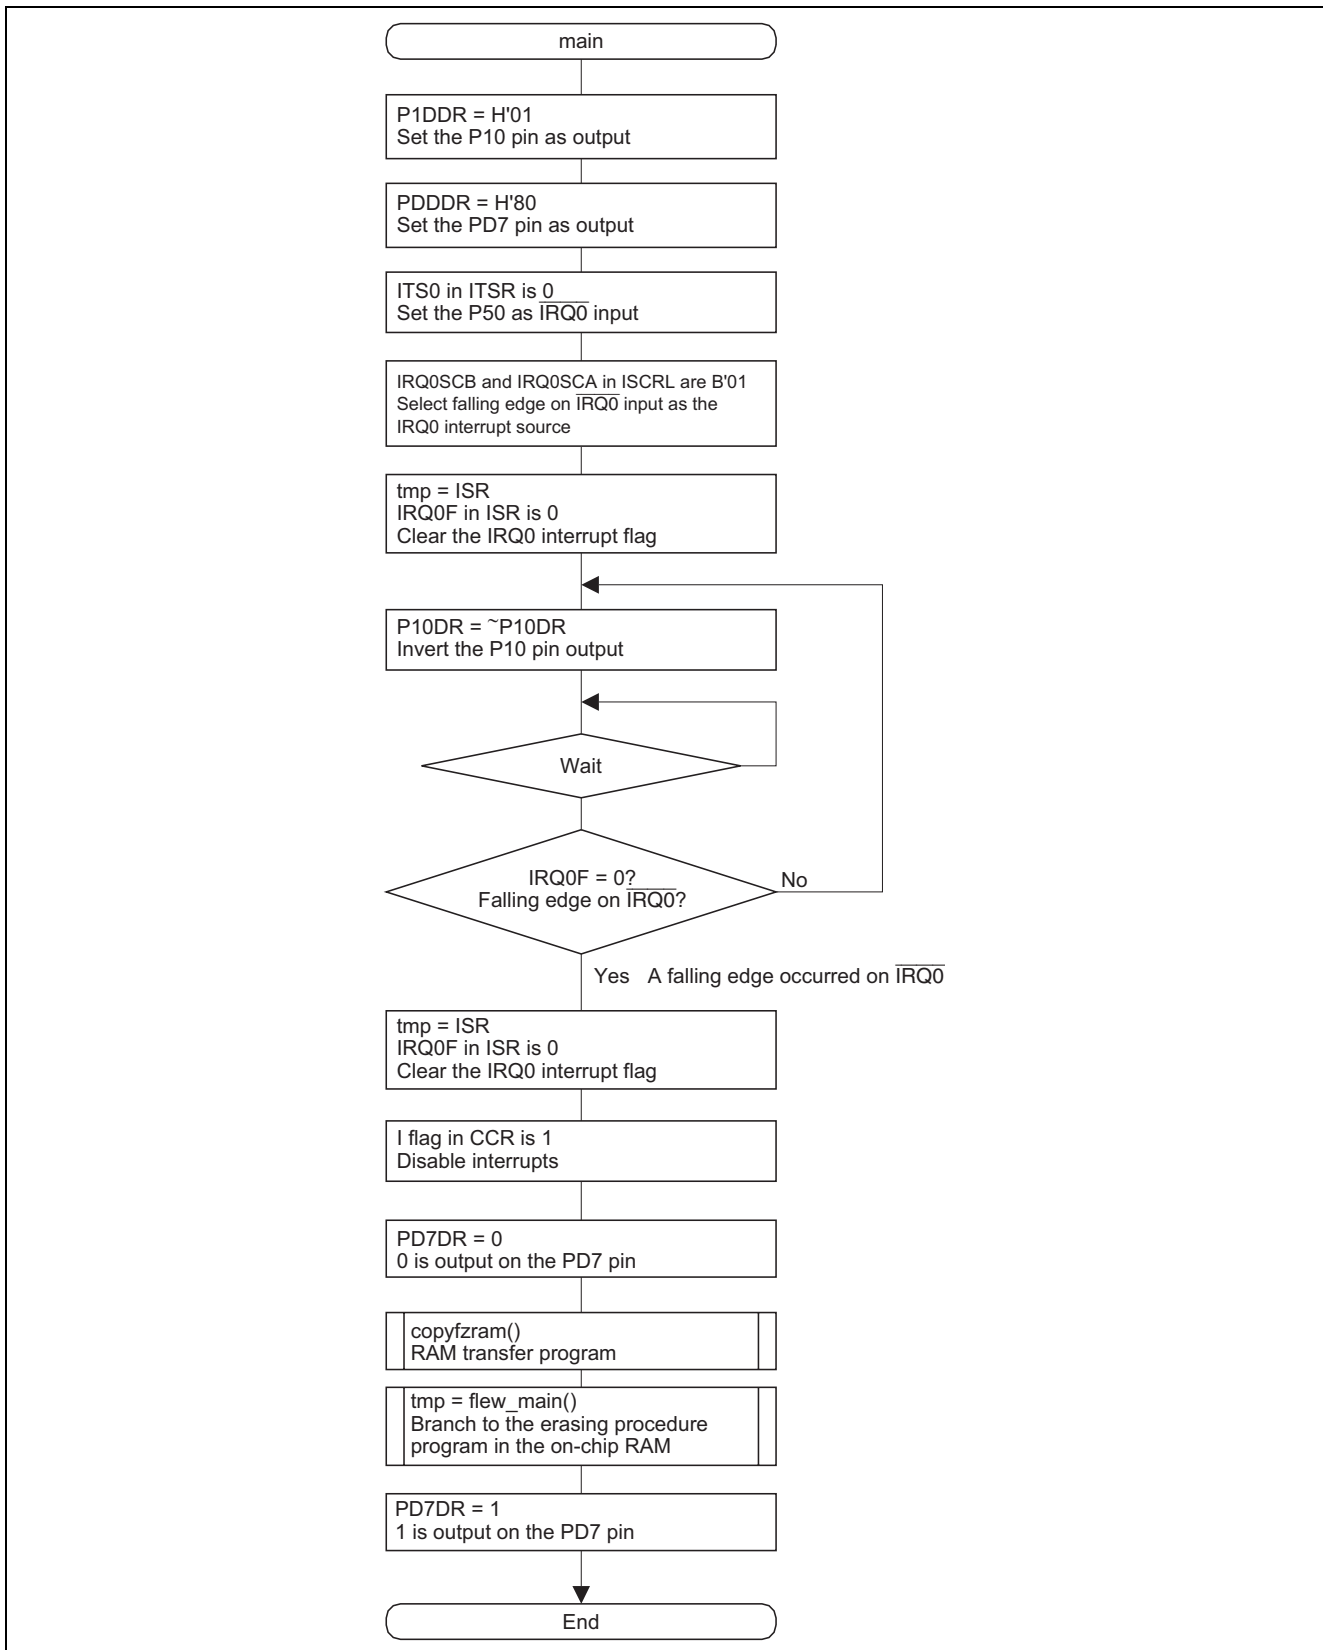 main
P1DDR = H'01
Set the P10 pin as output
PDDDR = H'80
Set the PD7 pin as output
ITS0 in ITSR is 0
Set the P50 as I̅R̅Q̅0̅ input
IRQ0SCB and IRQ0SCA in ISCRL are B'01
Select falling edge on I̅R̅Q̅0̅ input as the
IRQ0 interrupt source
tmp = ISR
IRQ0F in ISR is 0
Clear the IRQ0 interrupt flag
P10DR = ~P10DR
Invert the P10 pin output
Wait
IRQ0F = 0?
Falling edge on I̅R̅Q̅0̅?
No
Yes A falling edge occurred on I̅R̅Q̅0̅
tmp = ISR
IRQ0F in ISR is 0
Clear the IRQ0 interrupt flag
I flag in CCR is 1
Disable interrupts
PD7DR = 0
0 is output on the PD7 pin
copyfzram()
RAM transfer program
tmp = flew_main()
Branch to the erasing procedure
program in the on-chip RAM
PD7DR = 1
1 is output on the PD7 pin
End